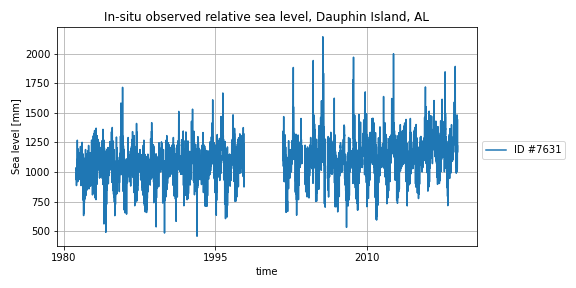 In-situ observed relative sea level, Dauphin Island, AL
Sea level [mm]
2000
1750
1500
1250
1000
750
500
1980
1995
2010
time
ID #7631